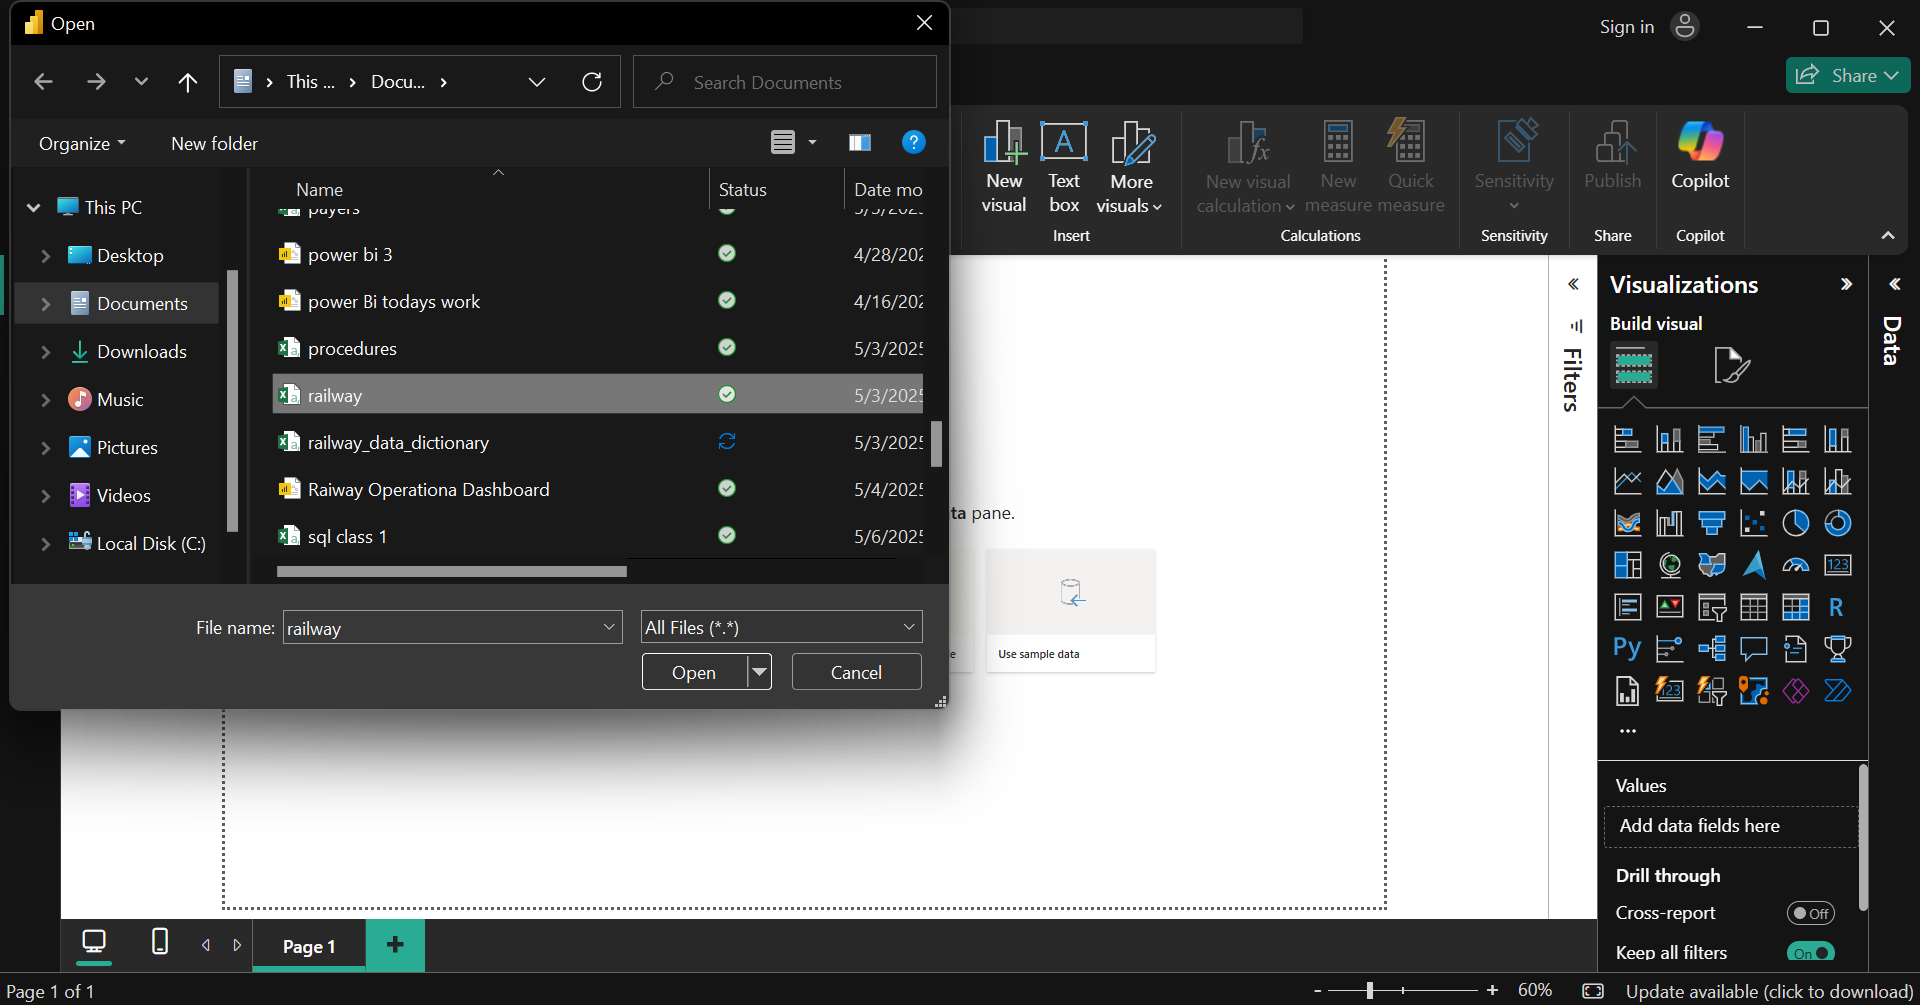 Open
Sign in
This ... > Docu... >
Search Documents
Share
Organize
New folder
?
Name
Status
Date mo
This PC
Desktop
Documents
Downloads
Music
Pictures
Videos
Local Disk (C:)
payers
power bi 3
4/28/202
power Bi todays work
4/16/202
procedures
5/3/2025
railway
5/3/2025
railway_data_dictionary
5/3/2025
Raiway Operationa Dashboard
5/4/2025
sql class 1
5/6/2025
File name:
railway
All Files (*.*)
Open
Cancel
New visual
Text box
More visuals
Insert
New visual calculation
New measure
Quick measure
Calculations
Sensitivity
Sensitivity
Publish
Share
Copilot
Copilot
ta pane.
le
Use sample data
Filters
Visualizations
Build visual
Data
123
R
Py
123
...
Values
Add data fields here
Drill through
Cross-report
Off
Keep all filters
On
Page 1
+
Page 1 of 1
- + 60%
Update available (click to download)